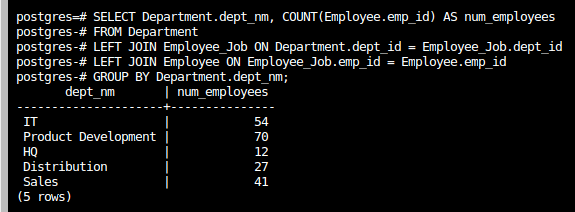 postgres=# SELECT Department.dept_nm, COUNT(Employee.emp_id) AS num_employees
postgres-# FROM Department
postgres-# LEFT JOIN Employee_Job ON Department.dept_id = Employee_Job.dept_id
postgres-# LEFT JOIN Employee ON Employee_Job.emp_id = Employee.emp_id
postgres-# GROUP BY Department.dept_nm;
       dept_nm       | num_employees
---------------------+---------------
 IT                  |            54
 Product Development |            70
 HQ                  |            12
 Distribution        |            27
 Sales               |            41
(5 rows)